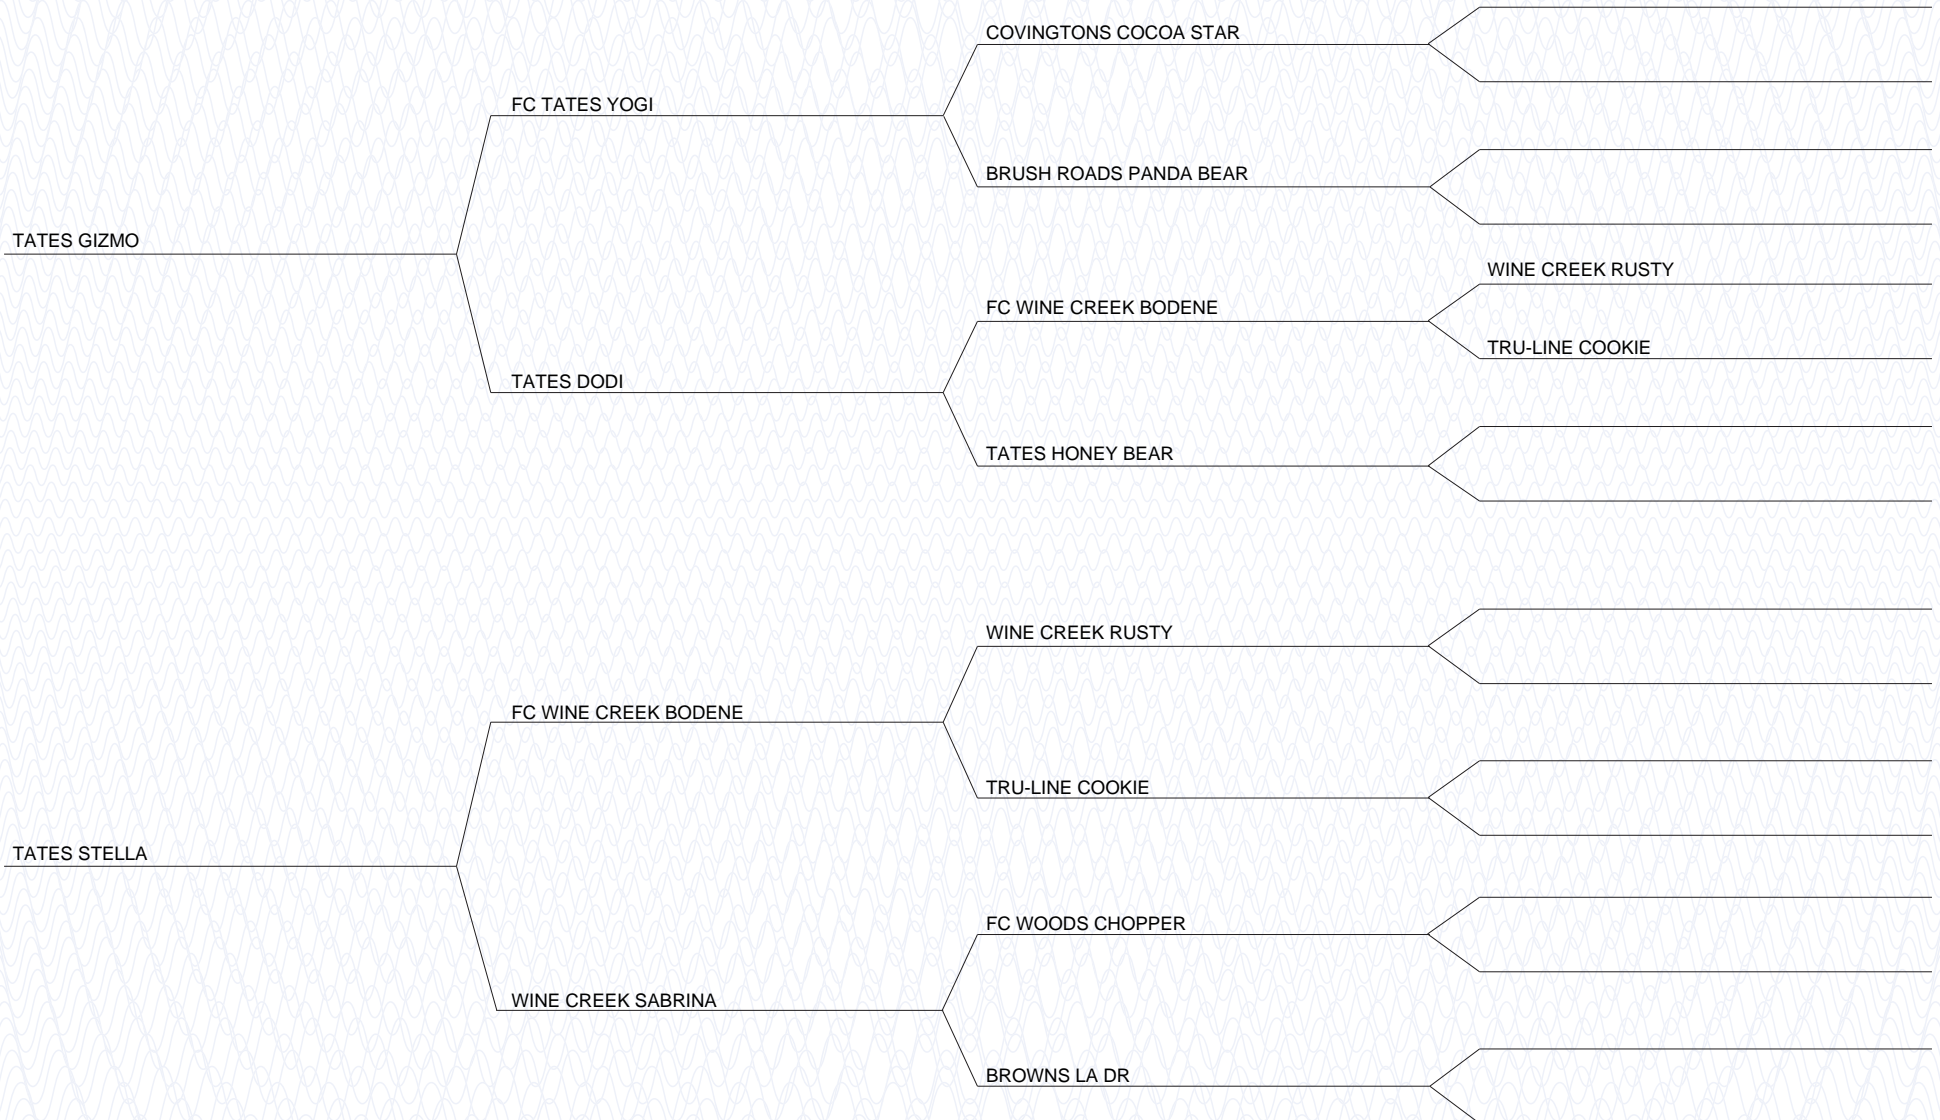 COVINGTONS COCOA STAR
FC TATES YOGI
BRUSH ROADS PANDA BEAR
TATES GIZMO
WINE CREEK RUSTY
FC WINE CREEK BODENE
TRU-LINE COOKIE
TATES DODI
TATES HONEY BEAR
WINE CREEK RUSTY
FC WINE CREEK BODENE
TRU-LINE COOKIE
TATES STELLA
FC WOODS CHOPPER
WINE CREEK SABRINA
BROWNS LA DR